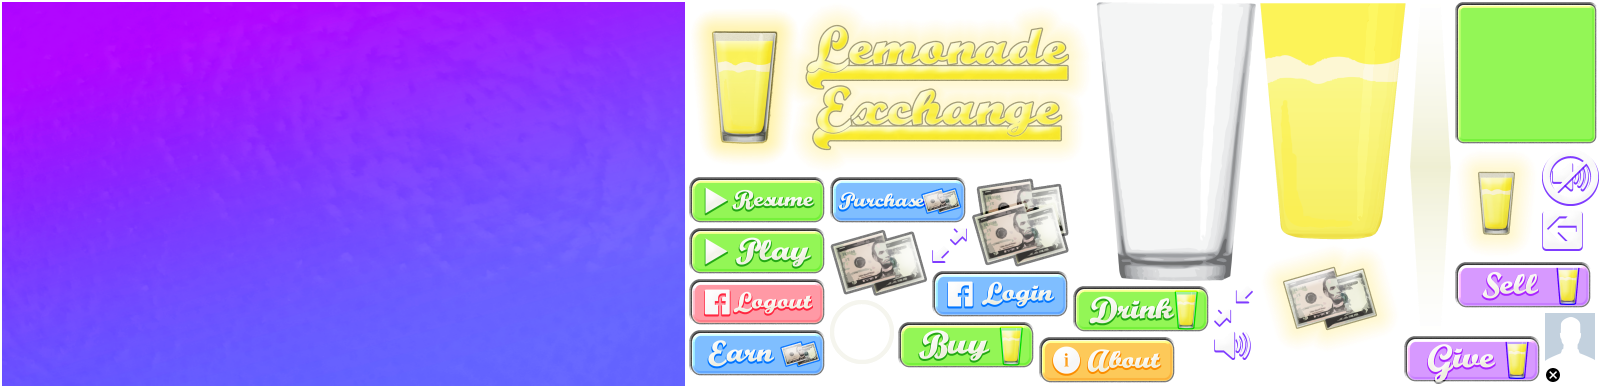 Lemonade
Exchange
Resume
Purchase
Play
Logout
Login
Drink
Sell
Earn
Buy
About
Give